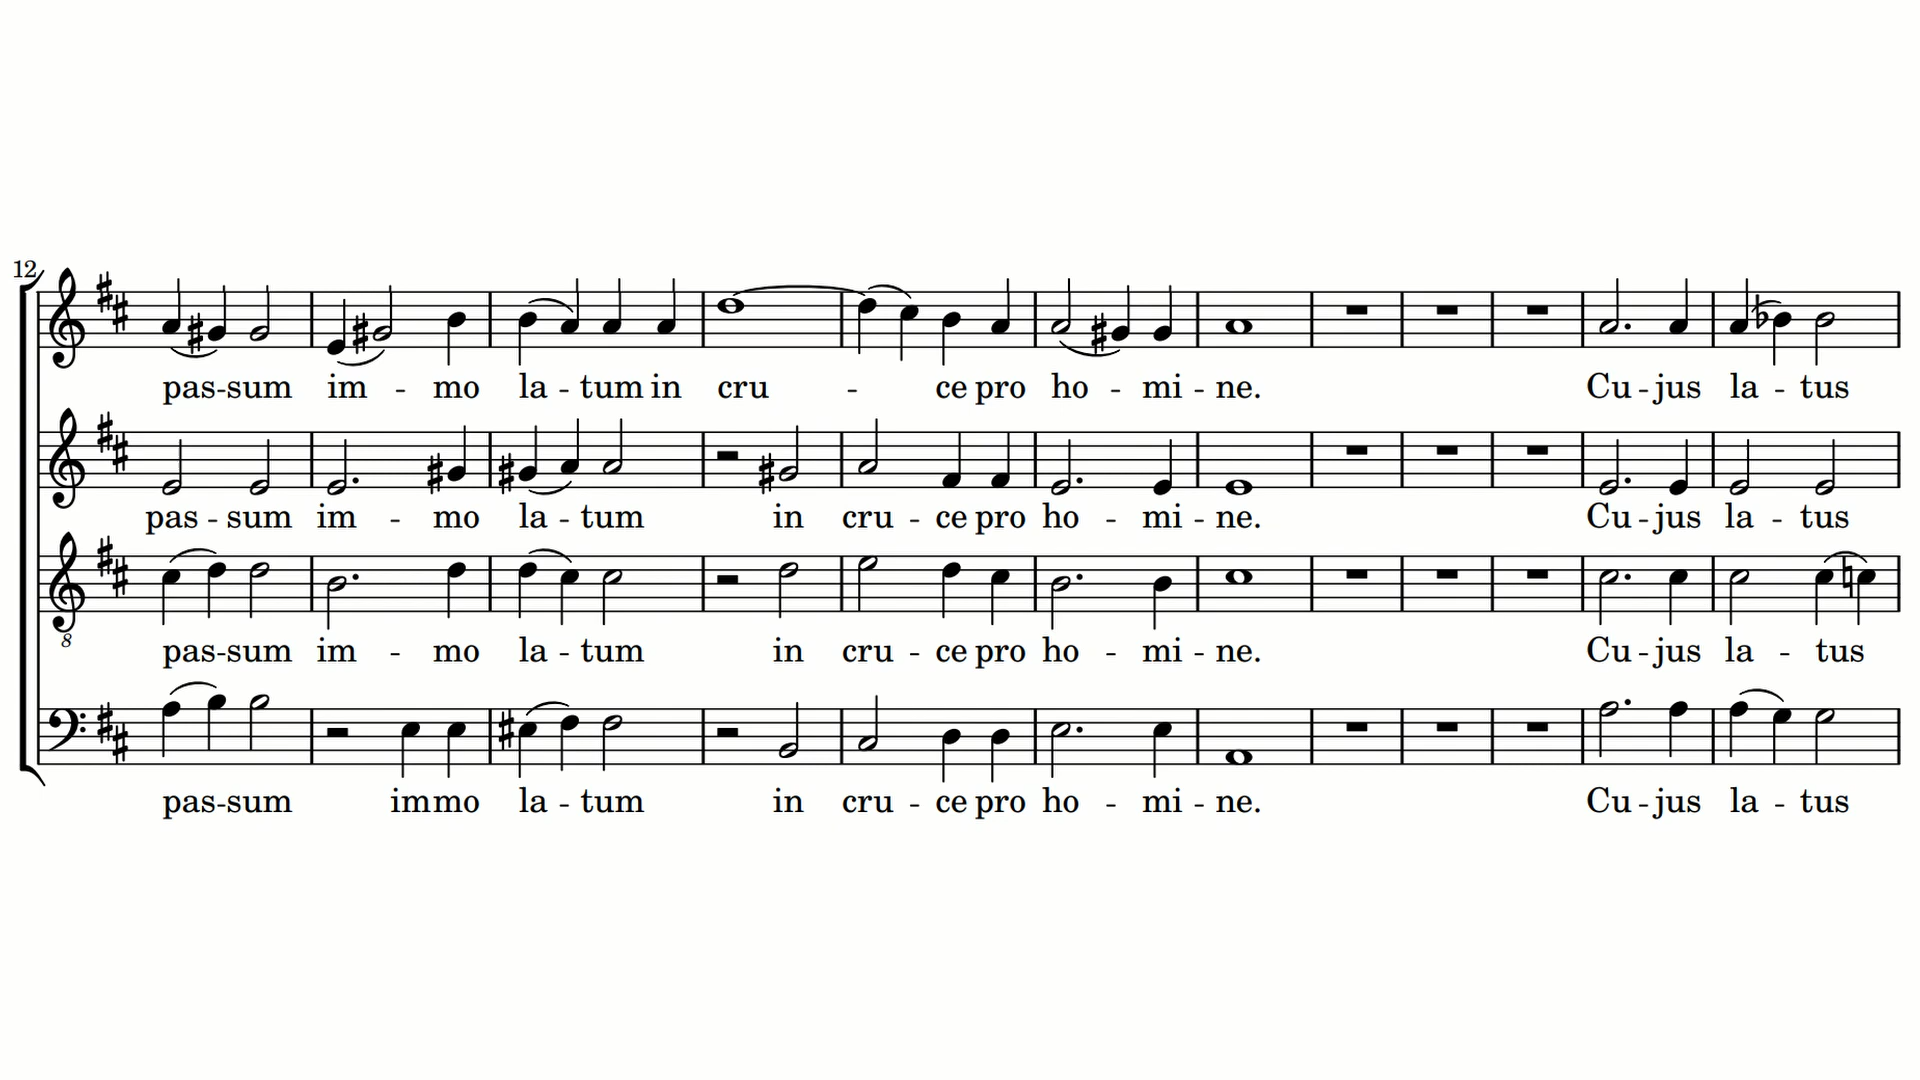 12
pas-sum im - mo la - tum in cru - ce pro ho - mi - ne. Cu - jus la - tus
pas - sum im - mo la - tum in cru - ce pro ho - mi - ne. Cu - jus la - tus
8
pas-sum im - mo la - tum in cru - ce pro ho - mi - ne. Cu - jus la - tus
pas-sum immo la - tum in cru - ce pro ho - mi - ne. Cu - jus la - tus